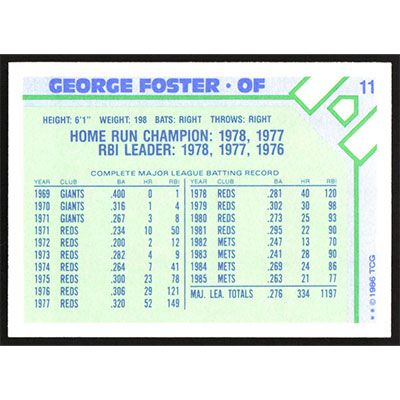 GEORGE FOSTER · OF
11
HEIGHT: 6'1" WEIGHT: 198 BATS: RIGHT THROWS: RIGHT
HOME RUN CHAMPION: 1978, 1977
RBI LEADER: 1978, 1977, 1976
COMPLETE MAJOR LEAGUE BATTING RECORD
YEAR CLUB BA HR RBI
1969 GIANTS .400 0 1
1970 GIANTS .316 1 4
1971 GIANTS .267 3 8
1971 REDS .234 10 50
1972 REDS .200 2 12
1973 REDS .282 4 9
1974 REDS .264 7 41
1975 REDS .300 23 78
1976 REDS .306 29 121
1977 REDS .320 52 149
YEAR CLUB BA HR RBI
1978 REDS .281 40 120
1979 REDS .302 30 98
1980 REDS .273 25 93
1981 REDS .295 22 90
1982 METS .247 13 70
1983 METS .241 28 90
1984 METS .269 24 86
1985 METS .263 21 77
MAJ. LEA. TOTALS .276 334 1197
** © 1986 TCG